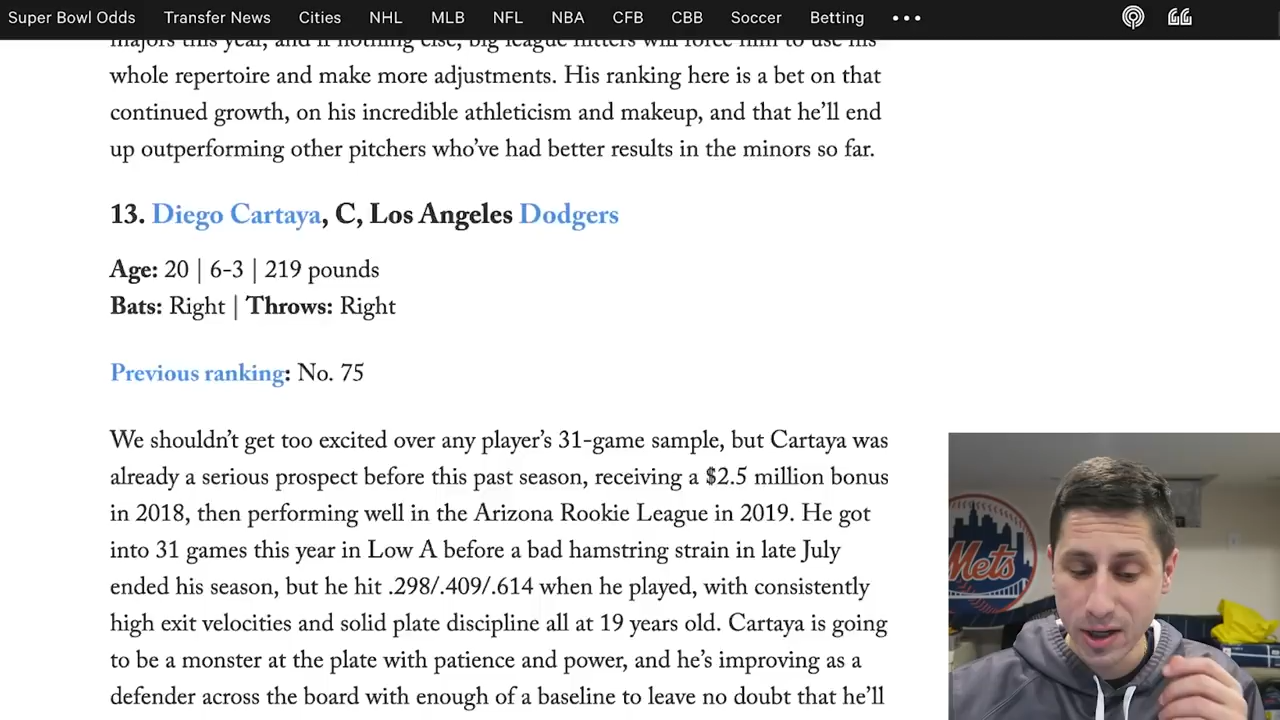 Super Bowl Odds Transfer News Cities NHL MLB NFL NBA CFB CBB Soccer Betting
majors this year, and if nothing else, big league hitters will force him to use his
whole repertoire and make more adjustments. His ranking here is a bet on that
continued growth, on his incredible athleticism and makeup, and that he'll end
up outperforming other pitchers who've had better results in the minors so far.
13. Diego Cartaya, C, Los Angeles Dodgers
Age: 20 | 6-3 | 219 pounds
Bats: Right | Throws: Right
Previous ranking: No. 75
We shouldn't get too excited over any player's 31-game sample, but Cartaya was
already a serious prospect before this past season, receiving a $2.5 million bonus
in 2018, then performing well in the Arizona Rookie League in 2019. He got
into 31 games this year in Low A before a bad hamstring strain in late July
ended his season, but he hit .298/.409/.614 when he played, with consistently
high exit velocities and solid plate discipline all at 19 years old. Cartaya is going
to be a monster at the plate with patience and power, and he's improving as a
defender across the board with enough of a baseline to leave no doubt that he'll
Mets